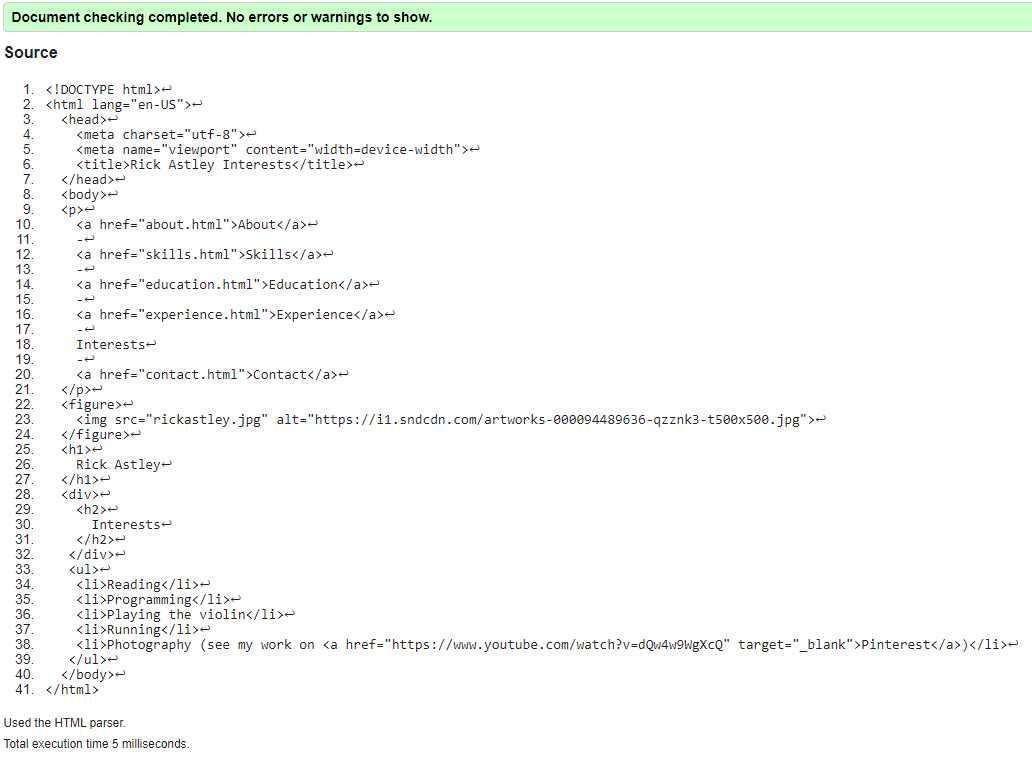 Document checking completed. No errors or warnings to show.
Source
1. <!DOCTYPE html>↩
2. <html lang="en-US">↩
3.   <head>↩
4.     <meta charset="utf-8">↩
5.     <meta name="viewport" content="width=device-width">↩
6.     <title>Rick Astley Interests</title>↩
7.   </head>↩
8.   <body>↩
9.   <p>↩
10.     <a href="about.html">About</a>↩
11.     -↩
12.     <a href="skills.html">Skills</a>↩
13.     -↩
14.     <a href="education.html">Education</a>↩
15.     -↩
16.     <a href="experience.html">Experience</a>↩
17.     -↩
18.     Interests↩
19.     -↩
20.     <a href="contact.html">Contact</a>↩
21.   </p>↩
22.   <figure>↩
23.     <img src="rickastley.jpg" alt="https://i1.sndcdn.com/artworks-000094489636-qzznk3-t500x500.jpg">↩
24.   </figure>↩
25.   <h1>↩
26.     Rick Astley↩
27.   </h1>↩
28.   <div>↩
29.     <h2>↩
30.       Interests↩
31.     </h2>↩
32.    </div>↩
33.    <ul>↩
34.     <li>Reading</li>↩
35.     <li>Programming</li>↩
36.     <li>Playing the violin</li>↩
37.     <li>Running</li>↩
38.     <li>Photography (see my work on <a href="https://www.youtube.com/watch?v=dQw4w9WgXcQ" target="_blank">Pinterest</a>)</li>↩
39.    </ul>↩
40.   </body>↩
41. </html>
Used the HTML parser.
Total execution time 5 milliseconds.